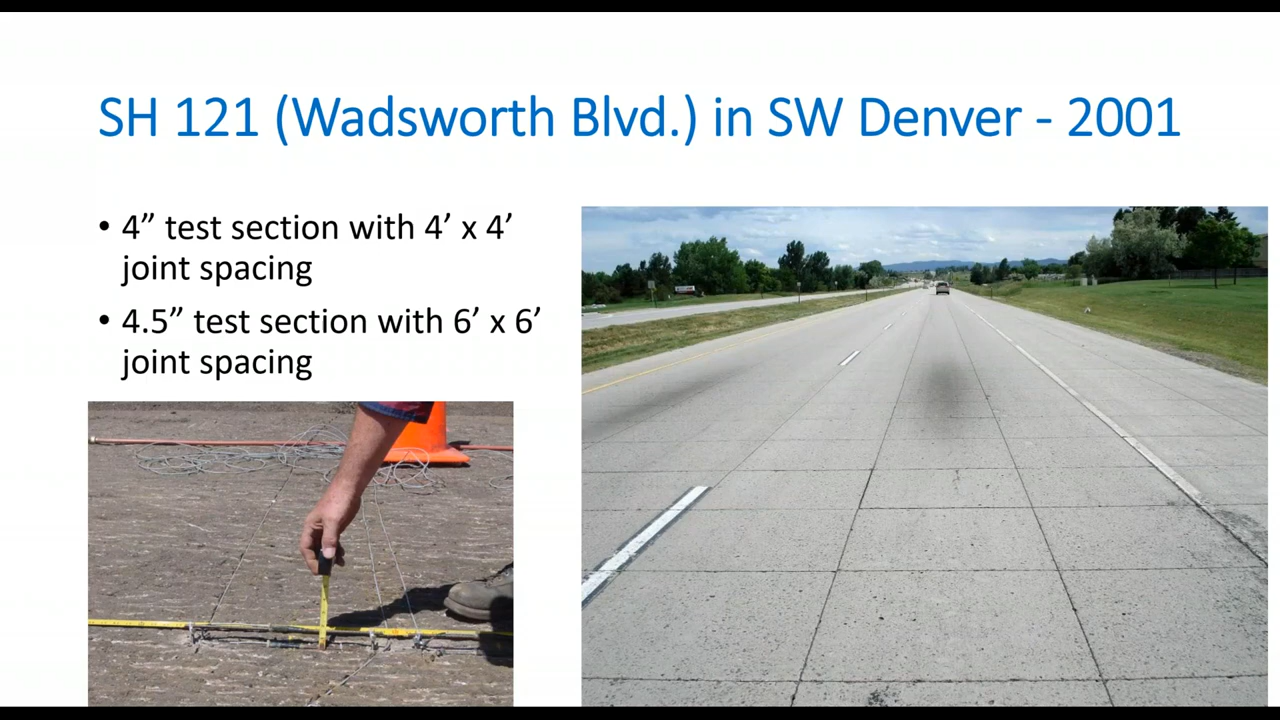 SH 121 (Wadsworth Blvd.) in SW Denver - 2001
• 4” test section with 4’ x 4’
joint spacing
• 4.5” test section with 6’ x 6’
joint spacing